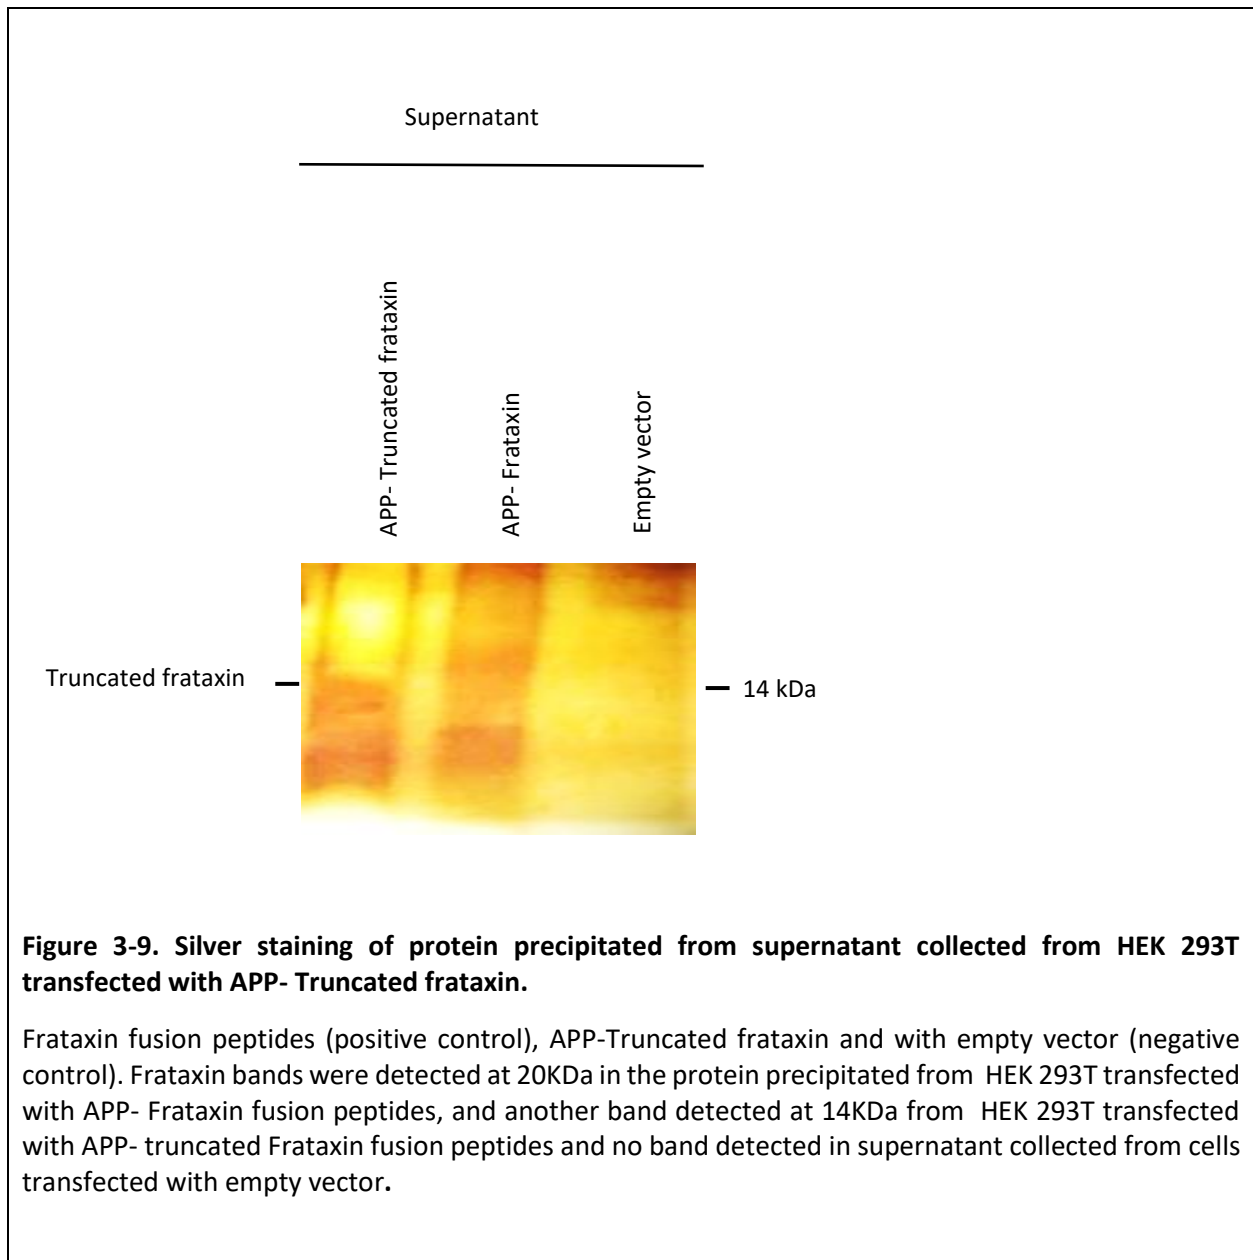 Supernatant
APP- Truncated frataxin
APP- Frataxin
Empty vector
Truncated frataxin
14 kDa
Figure 3-9. Silver staining of protein precipitated from supernatant collected from HEK 293T
transfected with APP- Truncated frataxin.
Frataxin fusion peptides (positive control), APP-Truncated frataxin and with empty vector (negative
control). Frataxin bands were detected at 20KDa in the protein precipitated from HEK 293T transfected
with APP- Frataxin fusion peptides, and another band detected at 14KDa from HEK 293T transfected
with APP- truncated Frataxin fusion peptides and no band detected in supernatant collected from cells
transfected with empty vector.